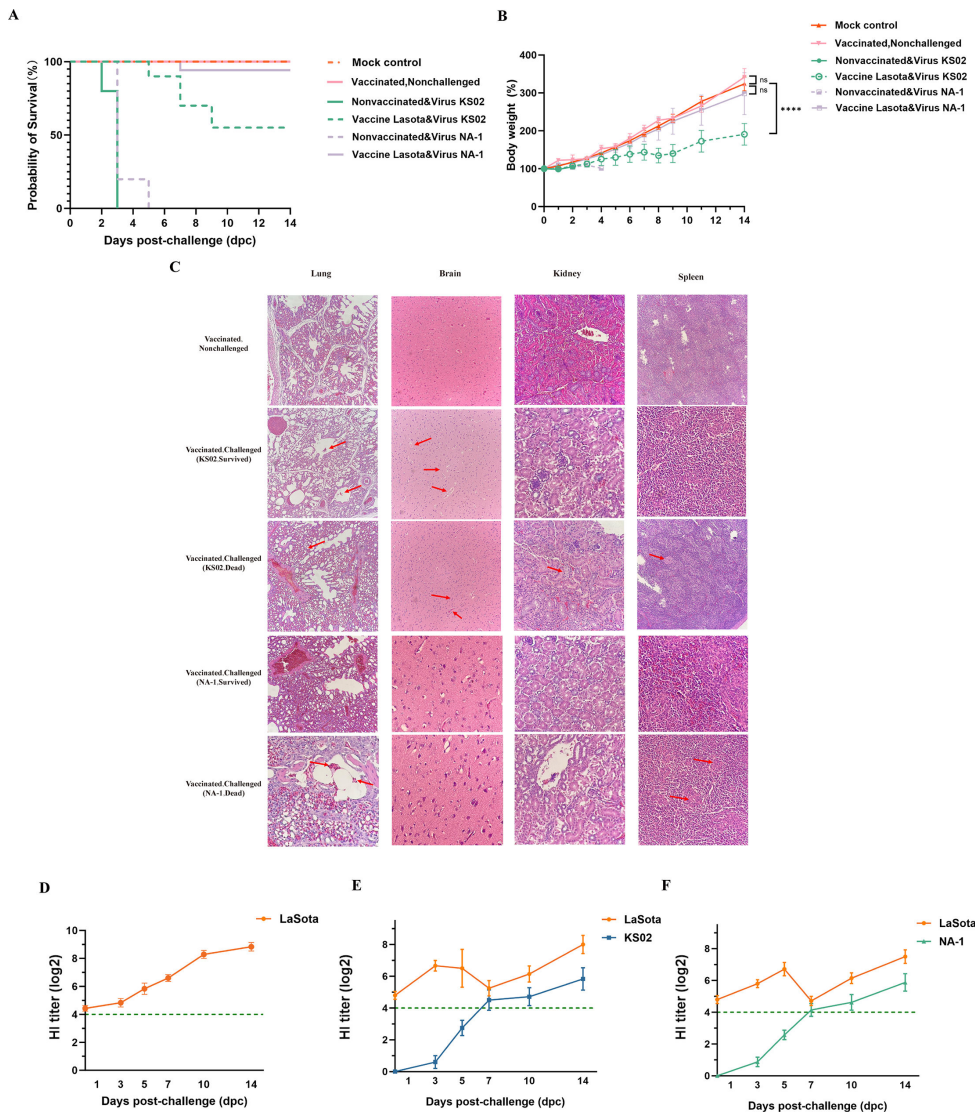 A
Probability of Survival (%)
100
50
0
0 2 4 6 8 10 12 14
Days post-challenge (dpc)
Mock control
Vaccinated,Nonchallenged
Nonvaccinated&Virus KS02
Vaccine Lasota&Virus KS02
Nonvaccinated&Virus NA-1
Vaccine Lasota&Virus NA-1
B
Body weight (%)
400
300
200
100
0
0 2 4 6 8 10 12 14
Days post-challenge (dpc)
ns
ns
****
Mock control
Vaccinated,Nonchallenged
Nonvaccinated&Virus KS02
Vaccine Lasota&Virus KS02
Nonvaccinated&Virus NA-1
Vaccine Lasota&Virus NA-1
C
Lung Brain Kidney Spleen
Vaccinated.
Nonchallenged
Vaccinated.Challenged
(KS02.Survived)
Vaccinated.Challenged
(KS02.Dead)
Vaccinated.Challenged
(NA-1.Survived)
Vaccinated.Challenged
(NA-1.Dead)
D
LaSota
HI titer (log2)
10
8
6
4
2
0
1 3 5 7 10 14
Days post-challenge (dpc)
E
LaSota
KS02
HI titer (log2)
8
6
4
2
0
1 3 5 7 10 14
Days post-challenge (dpc)
F
LaSota
NA-1
HI titer (log2)
8
6
4
2
0
1 3 5 7 10 14
Days post-challenge (dpc)